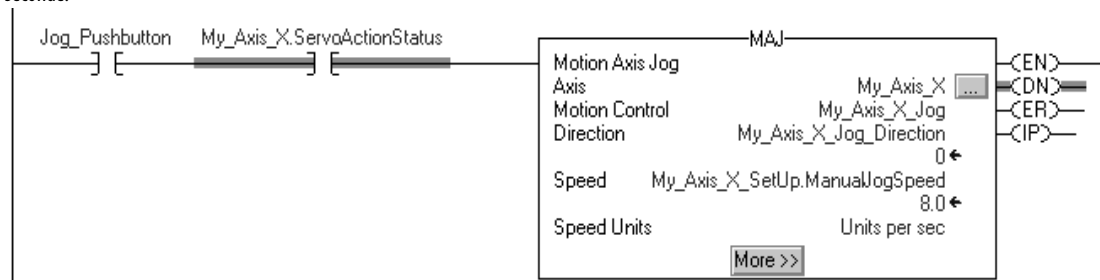 Jog_Pushbutton My_Axis_X.ServoActionStatus
MAJ
Motion Axis Jog
Axis My_Axis_X ...
Motion Control My_Axis_X_Jog
Direction My_Axis_X_Jog_Direction
0
Speed My_Axis_X_SetUp.ManualJogSpeed
8.0
Speed Units Units per sec
More >>
EN
DN
ER
IP